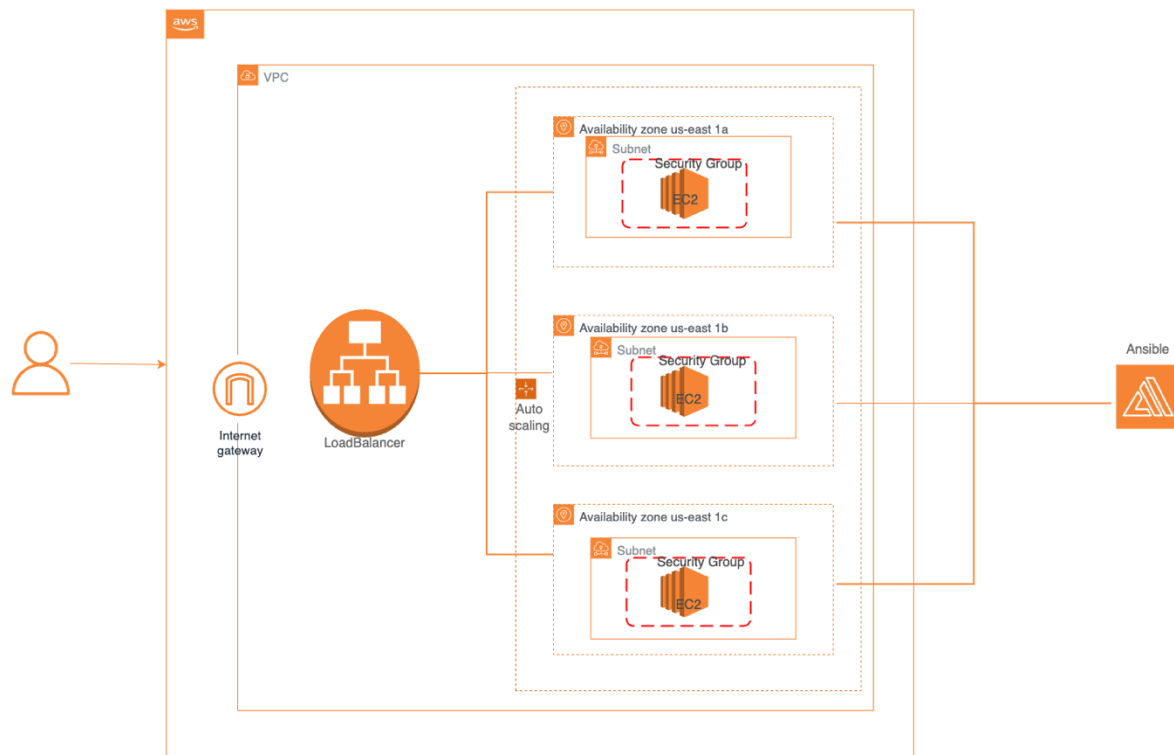 aws
VPC
Availability zone us-east 1a
Subnet
Security Group
EC2
Availability zone us-east 1b
Subnet
Security Group
EC2
Ansible
Auto
scaling
Internet
gateway
LoadBalancer
Availability zone us-east 1c
Subnet
Security Group
EC2